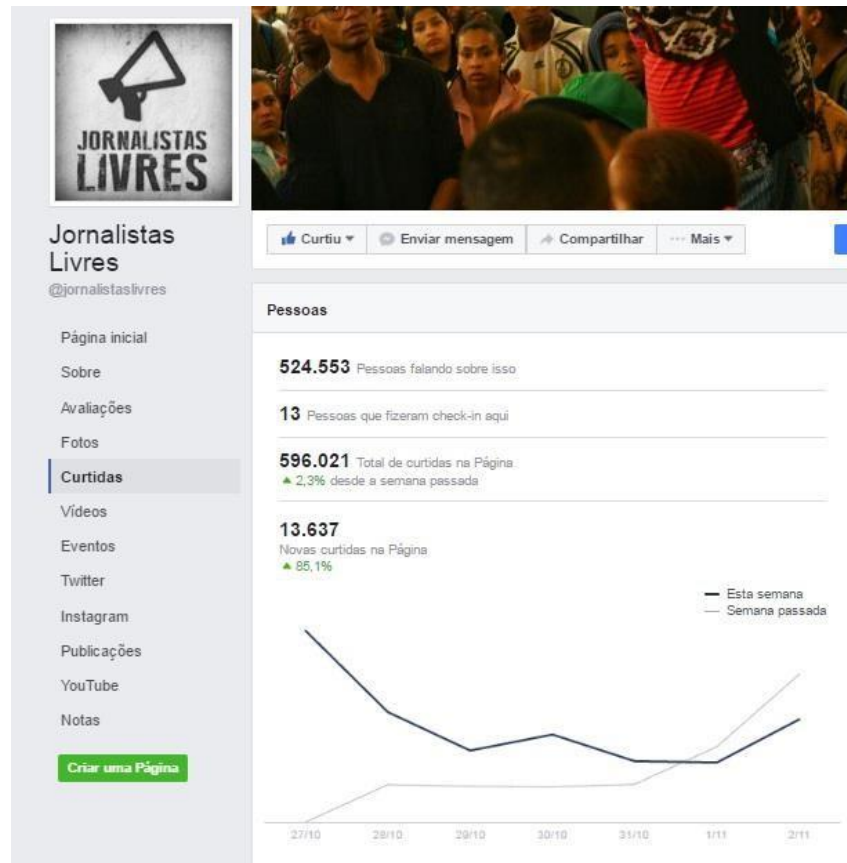 JORNALISTAS
LIVRES
Jornalistas
Livres
@jornalistaslivres
Página inicial
Sobre
Avaliações
Fotos
Curtidas
Vídeos
Eventos
Twitter
Instagram
Publicações
YouTube
Notas
Criar uma Página
Curtiu
Enviar mensagem
Compartilhar
Mais
Pessoas
524.553 Pessoas falando sobre isso
13 Pessoas que fizeram check-in aqui
596.021 Total de curtidas na Página
2,3% desde a semana passada
13.637
Novas curtidas na Página
85,1%
Esta semana
Semana passada
27/10 28/10 29/10 30/10 31/10 1/11 2/11